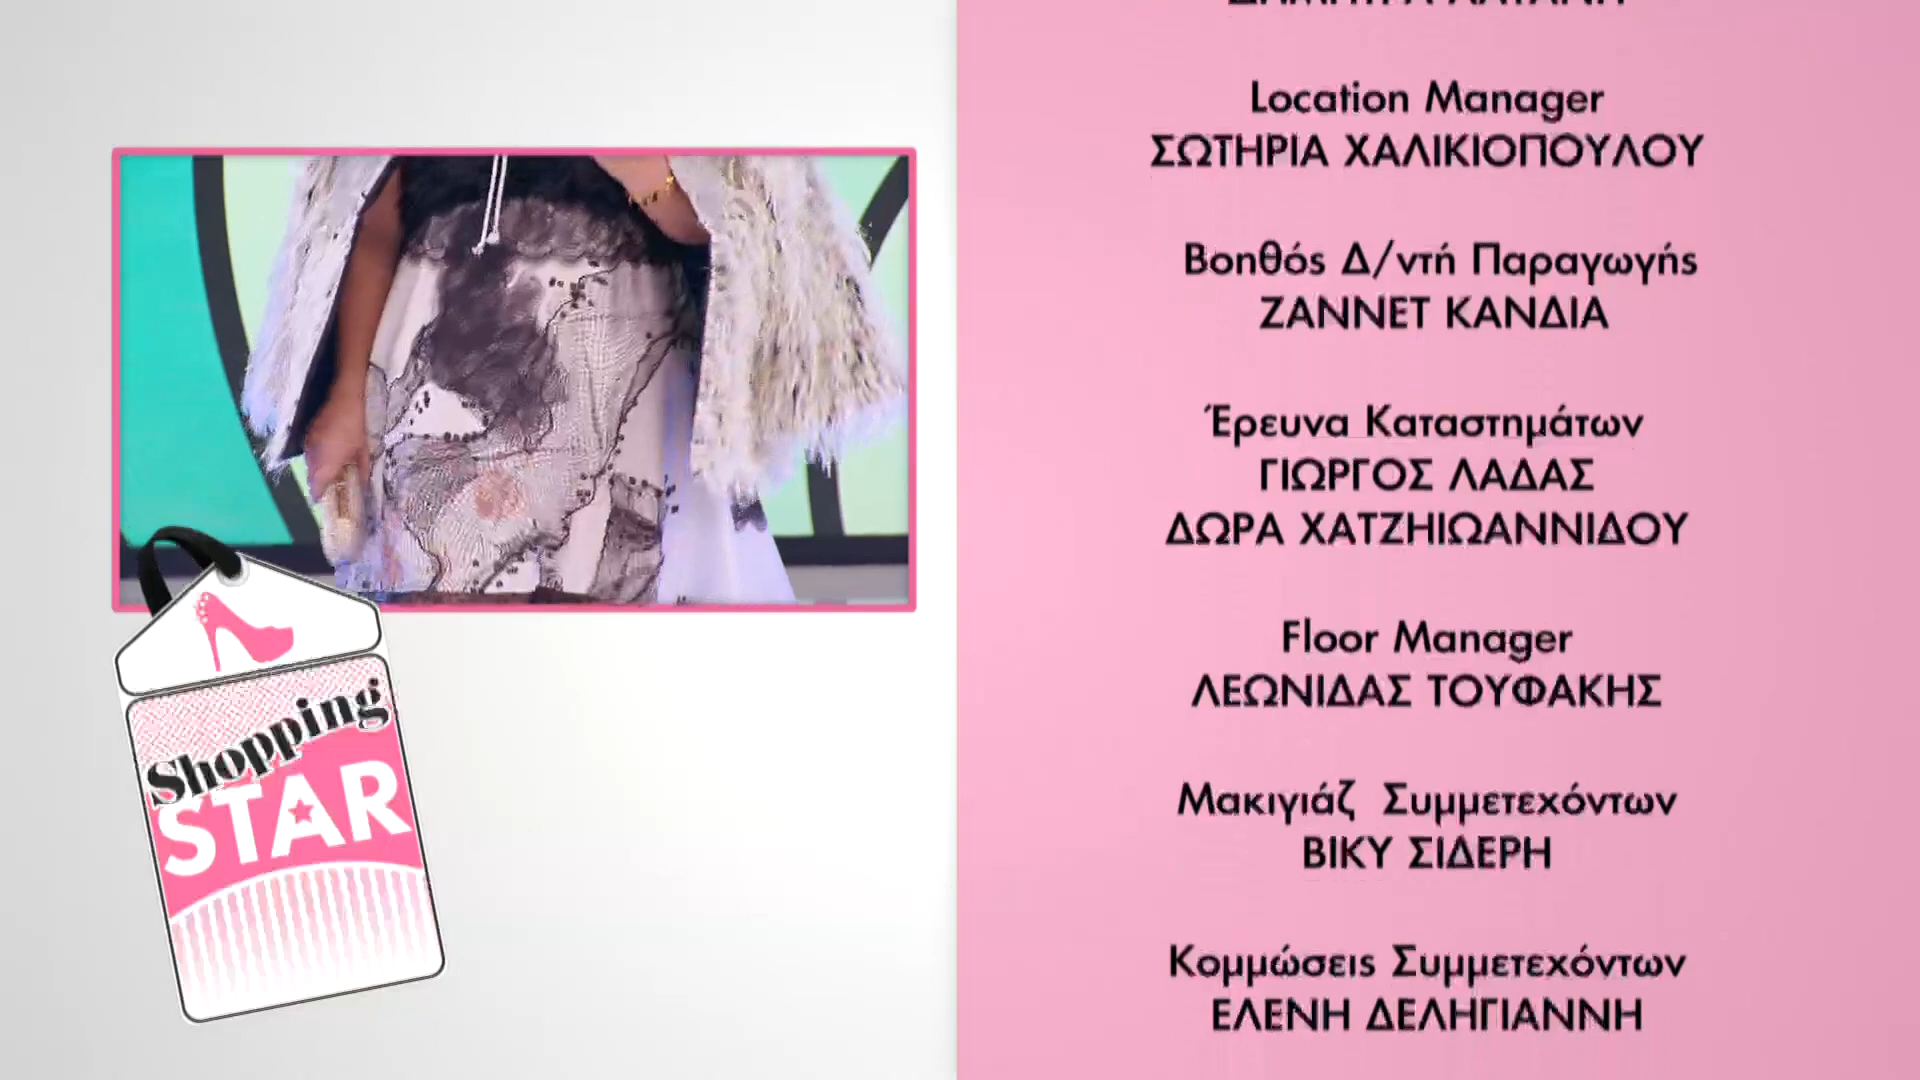 Location Manager
ΣΩΤΗΡΙΑ ΧΑΛΙΚΙΟΠΟΥΛΟΥ
Βοηθός Δ/ντή Παραγωγής
ΖΑΝΝΕΤ ΚΑΝΔΙΑ
Έρευνα Καταστημάτων
ΓΙΩΡΓΟΣ ΛΑΔΑΣ
ΔΩΡΑ ΧΑΤΖΗΙΩΑΝΝΙΔΟΥ
Floor Manager
ΛΕΩΝΙΔΑΣ ΤΟΥΦΑΚΗΣ
Μακιγιάζ Συμμετεχόντων
ΒΙΚΥ ΣΙΔΕΡΗ
Κομμώσεις Συμμετεχόντων
ΕΛΕΝΗ ΔΕΛΗΓΙΑΝΝΗ
Shopping
STAR